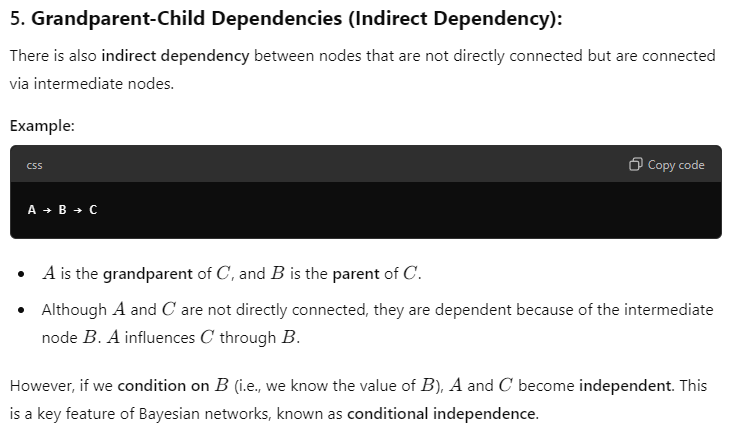 5. Grandparent-Child Dependencies (Indirect Dependency):
There is also indirect dependency between nodes that are not directly connected but are connected
via intermediate nodes.
Example:
css Copy code
A → B → C
• A is the grandparent of C, and B is the parent of C.
• Although A and C are not directly connected, they are dependent because of the intermediate
node B. A influences C through B.
However, if we condition on B (i.e., we know the value of B), A and C become independent. This
is a key feature of Bayesian networks, known as conditional independence.